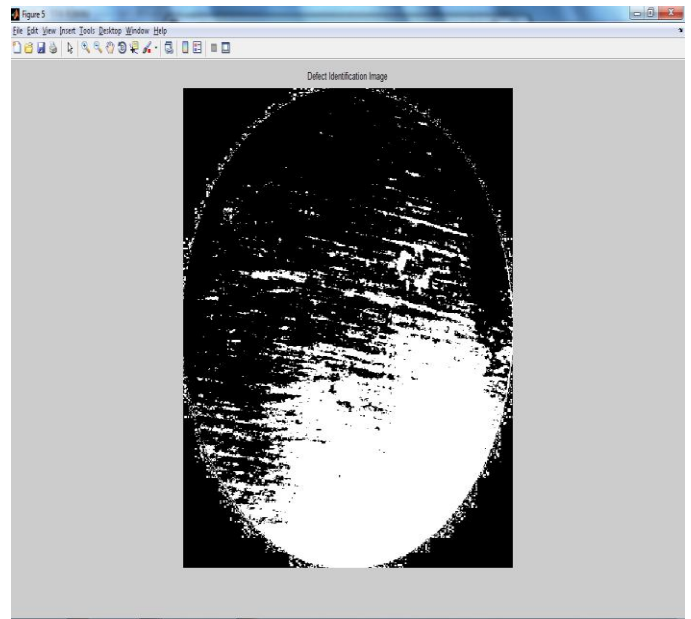 Figure 5
File Edit View Insert Tools Desktop Window Help
Defect Identification Image